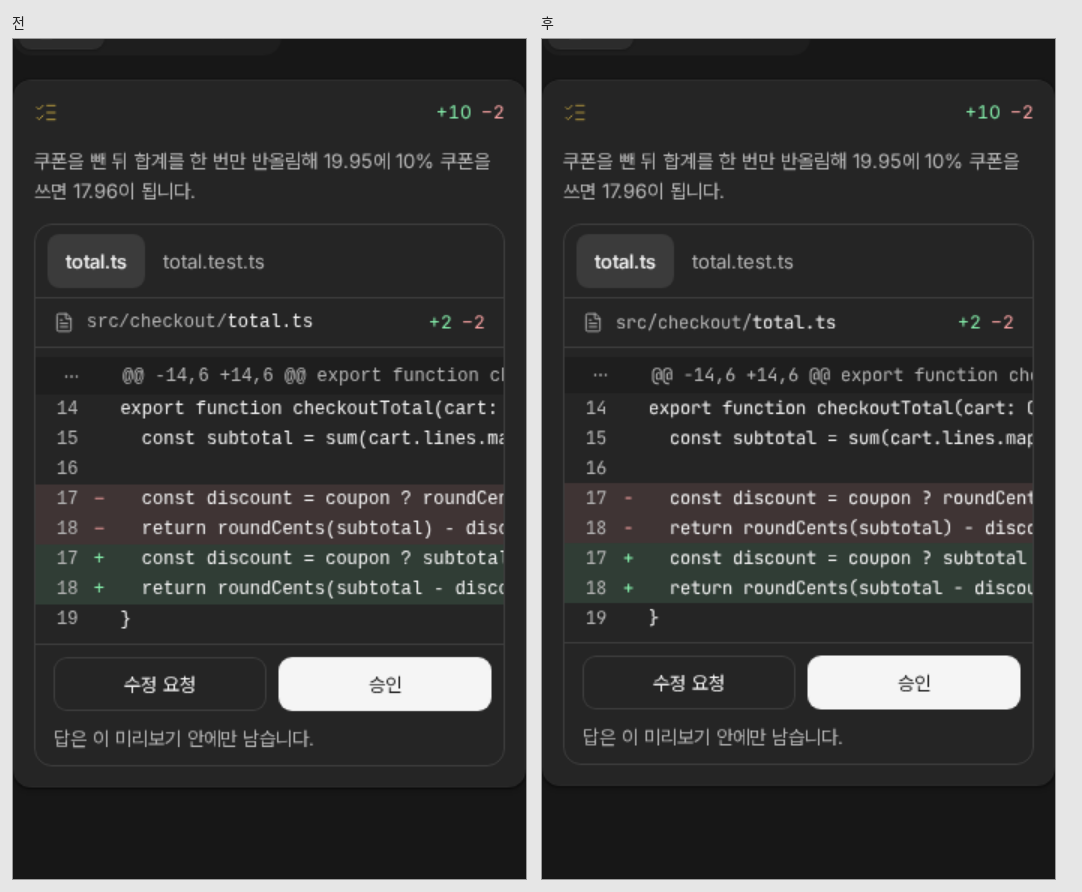 전
+10 −2
쿠폰을 뺀 뒤 합계를 한 번만 반올림해 19.95에 10% 쿠폰을
쓰면 17.96이 됩니다.
total.ts total.test.ts
src/checkout/total.ts +2 −2
... @@ -14,6 +14,6 @@ export function
14 export function checkoutTotal(cart:
15 const subtotal = sum(cart.lines.ma
16
17 − const discount = coupon ? roundCen
18 − return roundCents(subtotal) - disc
17 + const discount = coupon ? subtotal
18 + return roundCents(subtotal - disco
19 }
수정 요청 승인
답은 이 미리보기 안에만 남습니다.
후
+10 −2
쿠폰을 뺀 뒤 합계를 한 번만 반올림해 19.95에 10% 쿠폰을
쓰면 17.96이 됩니다.
total.ts total.test.ts
src/checkout/total.ts +2 −2
... @@ -14,6 +14,6 @@ export function ch
14 export function checkoutTotal(cart:
15 const subtotal = sum(cart.lines.map
16
17 - const discount = coupon ? roundCent
18 - return roundCents(subtotal) - disc
17 + const discount = coupon ? subtotal
18 + return roundCents(subtotal - discou
19 }
수정 요청 승인
답은 이 미리보기 안에만 남습니다.